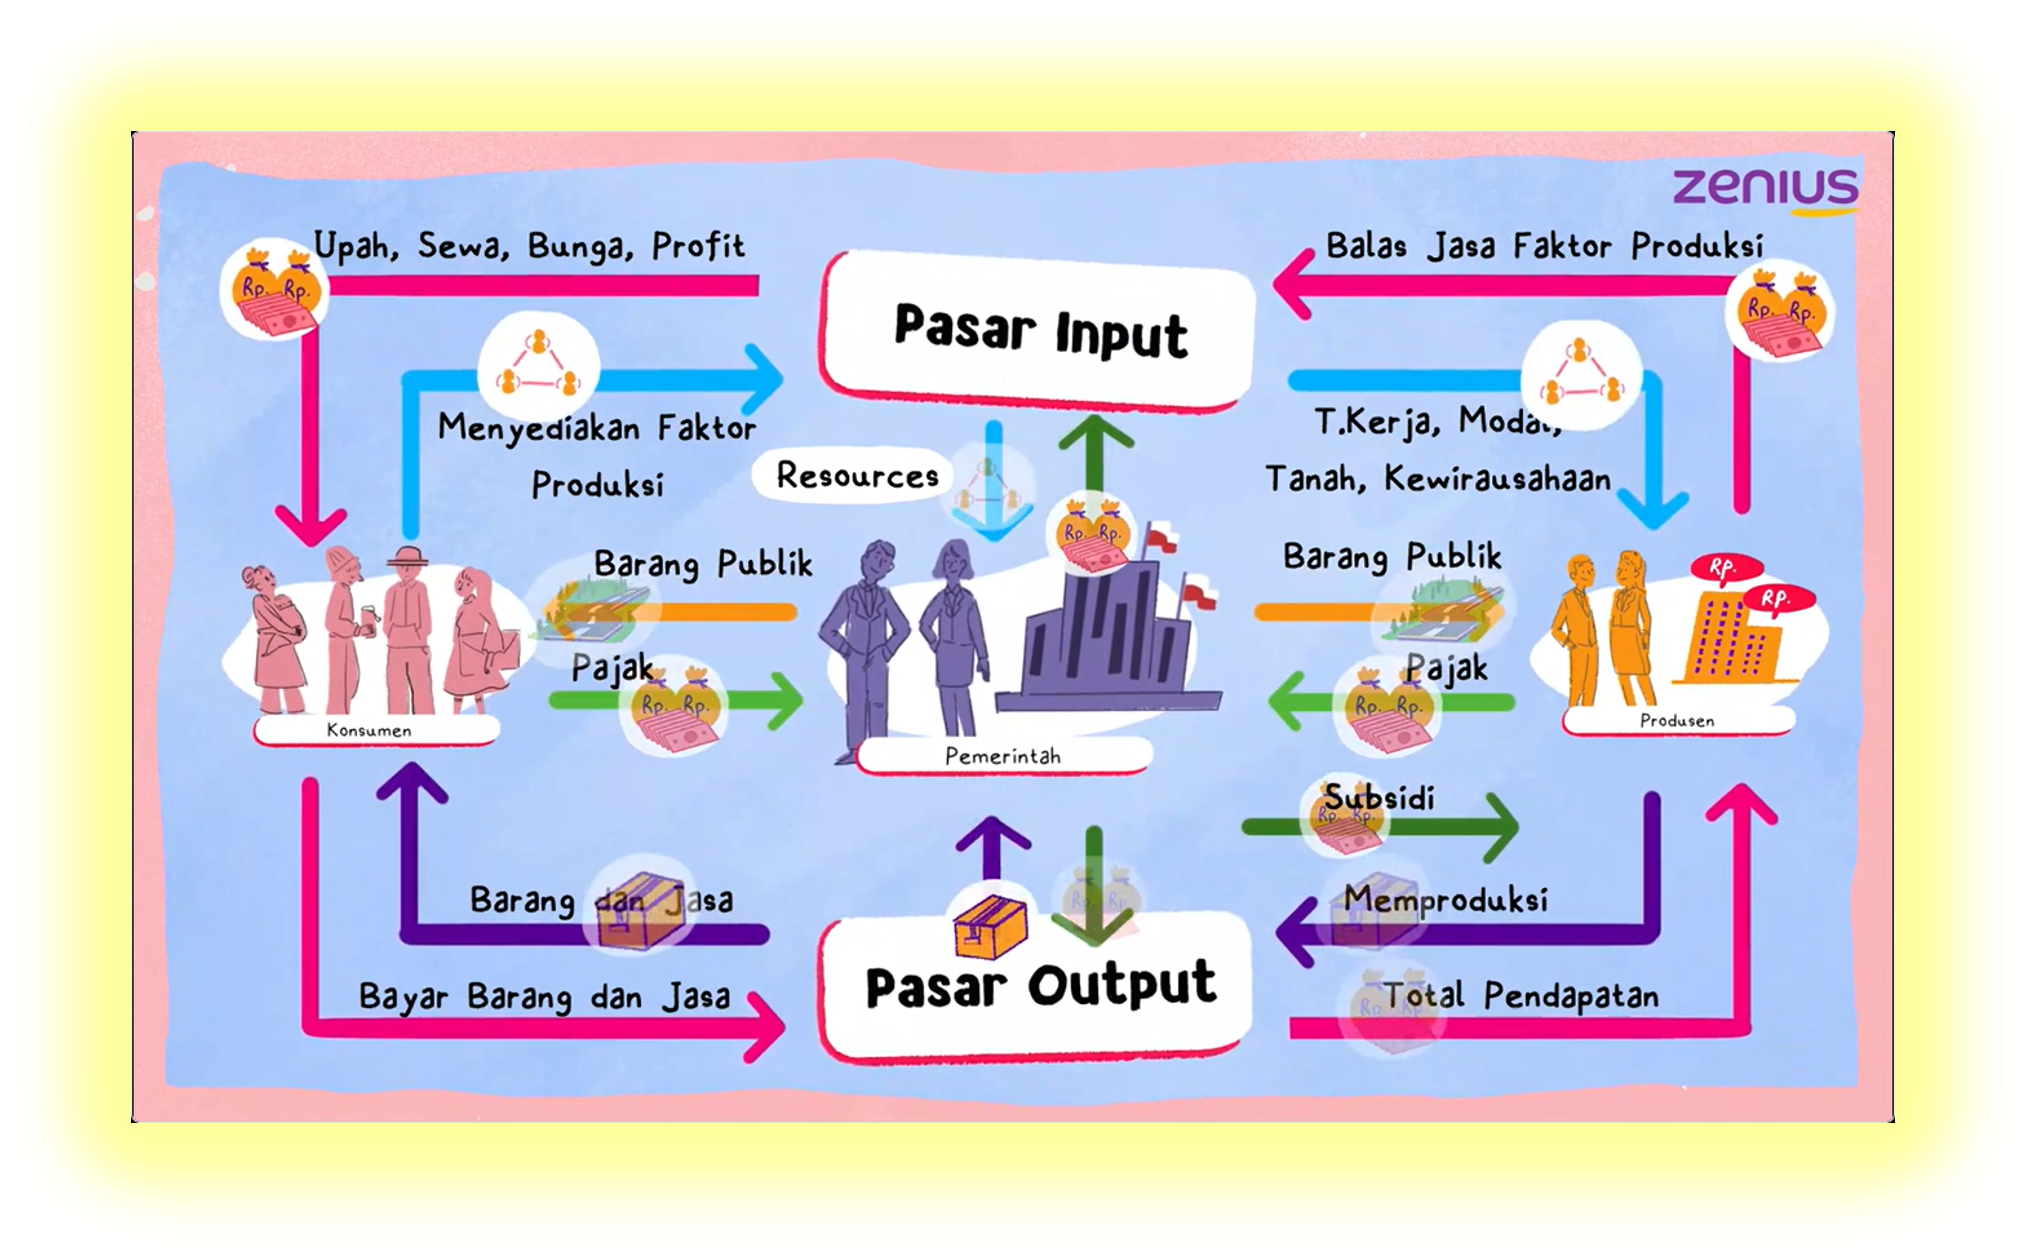 zenius
Upah, Sewa, Bunga, Profit
Balas Jasa Faktor Produksi
Rp. Rp.
Rp. Rp.
Pasar Input
Menyediakan Faktor
Produksi
T.Kerja, Modal,
Tanah, Kewirausahaan
Resources
Rp. Rp.
Barang Publik
Barang Publik
Rp.
Rp.
Pajak
Pajak
Rp. Rp.
Rp. Rp.
Konsumen
Pemerintah
Produsen
Subsidi
Rp. Rp.
Barang dan Jasa
Memproduksi
Pasar Output
Bayar Barang dan Jasa
Total Pendapatan
Rp. Rp.